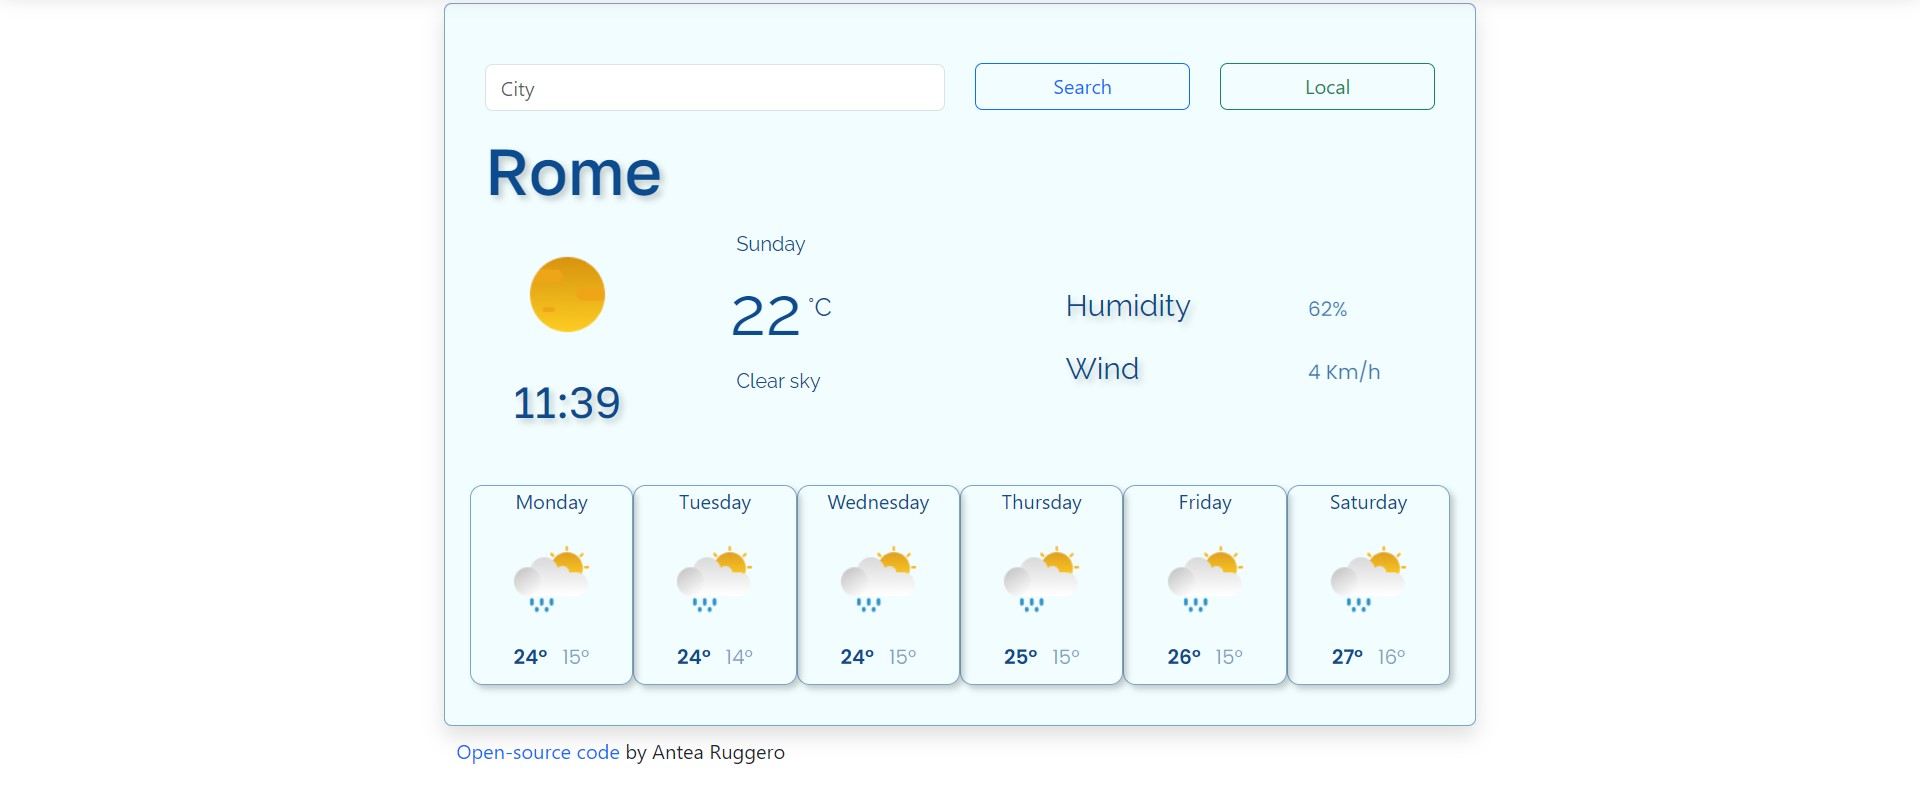 City
Search
Local
Rome
Sunday
22 °C
Clear sky
11:39
Humidity 62%
Wind 4 Km/h
Monday
24° 15°
Tuesday
24° 14°
Wednesday
24° 15°
Thursday
25° 15°
Friday
26° 15°
Saturday
27° 16°
Open-source code by Antea Ruggero